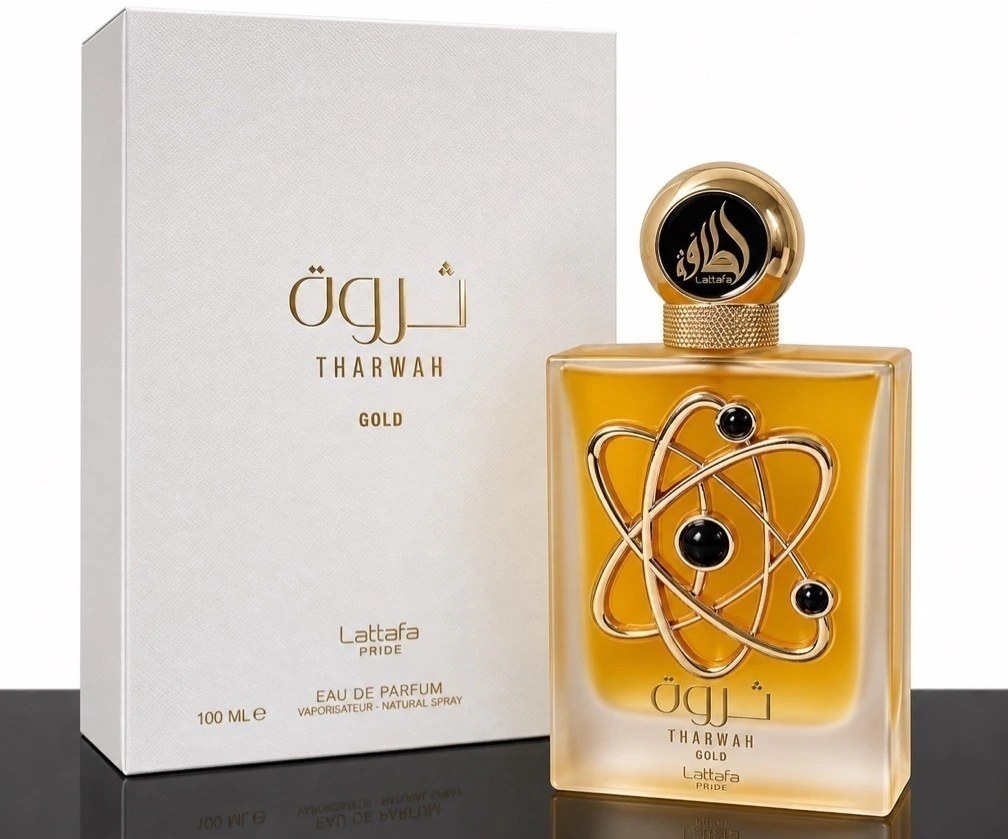 ثروة
THARWAH
GOLD
Lattafa
PRIDE
EAU DE PARFUM
VAPORISATEUR - NATURAL SPRAY
100 ML e
لطافة
Lattafa
ثروة
THARWAH
GOLD
Lattafa
PRIDE